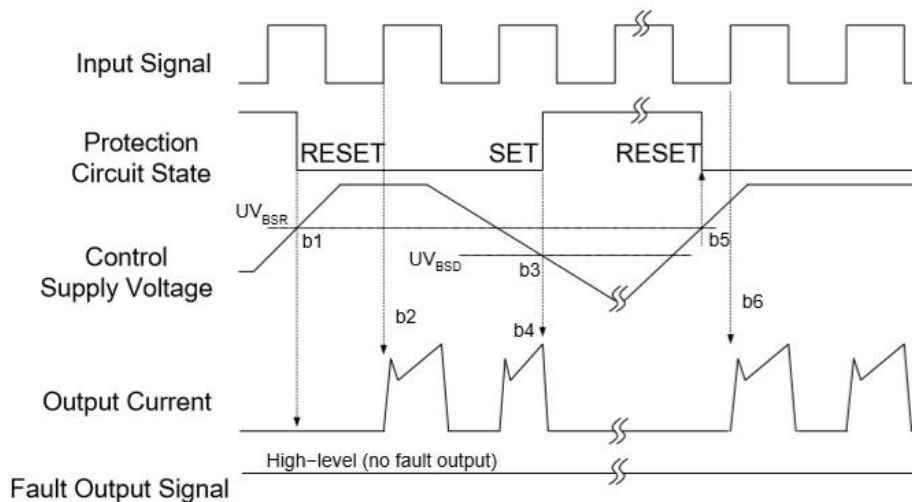 Input Signal
Protection
Circuit State
RESET
SET
RESET
UVBSR
b1
b5
Control
Supply Voltage
UVBSD
b3
b2
b4
b6
Output Current
High−level (no fault output)
Fault Output Signal